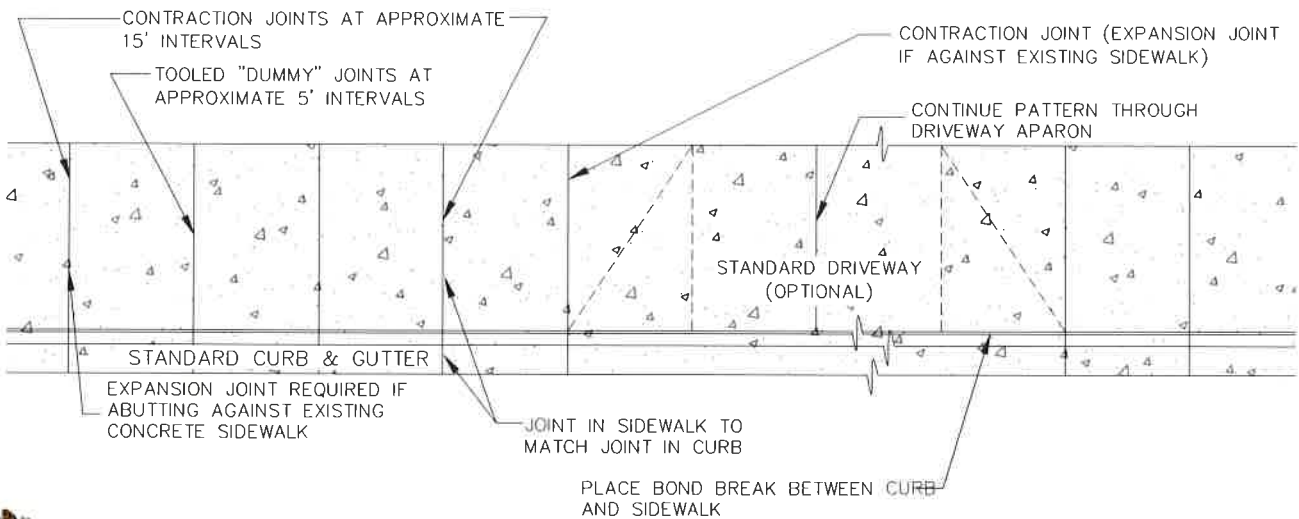 CONTRACTION JOINTS AT APPROXIMATE
15' INTERVALS
TOOLED "DUMMY" JOINTS AT
APPROXIMATE 5' INTERVALS
CONTRACTION JOINT (EXPANSION JOINT
IF AGAINST EXISTING SIDEWALK)
CONTINUE PATTERN THROUGH
DRIVEWAY APARON
STANDARD DRIVEWAY
(OPTIONAL)
STANDARD CURB & GUTTER
EXPANSION JOINT REQUIRED IF
ABUTTING AGAINST EXISTING
CONCRETE SIDEWALK
JOINT IN SIDEWALK TO
MATCH JOINT IN CURB
PLACE BOND BREAK BETWEEN CURB
AND SIDEWALK